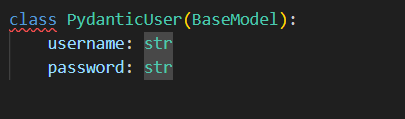 class PydanticUser(BaseModel):
    username: str
    password: str